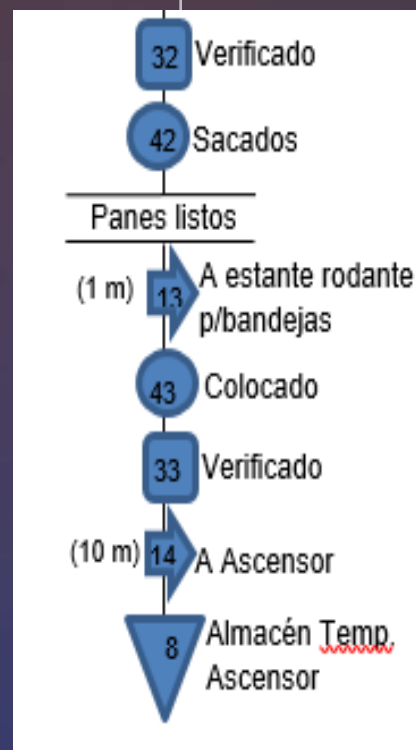 32 Verificado
42 Sacados
Panes listos
(1 m) 13 A estante rodante
p/bandejas
43 Colocado
33 Verificado
(10 m) 14 A Ascensor
8 Almacén Temp.
Ascensor